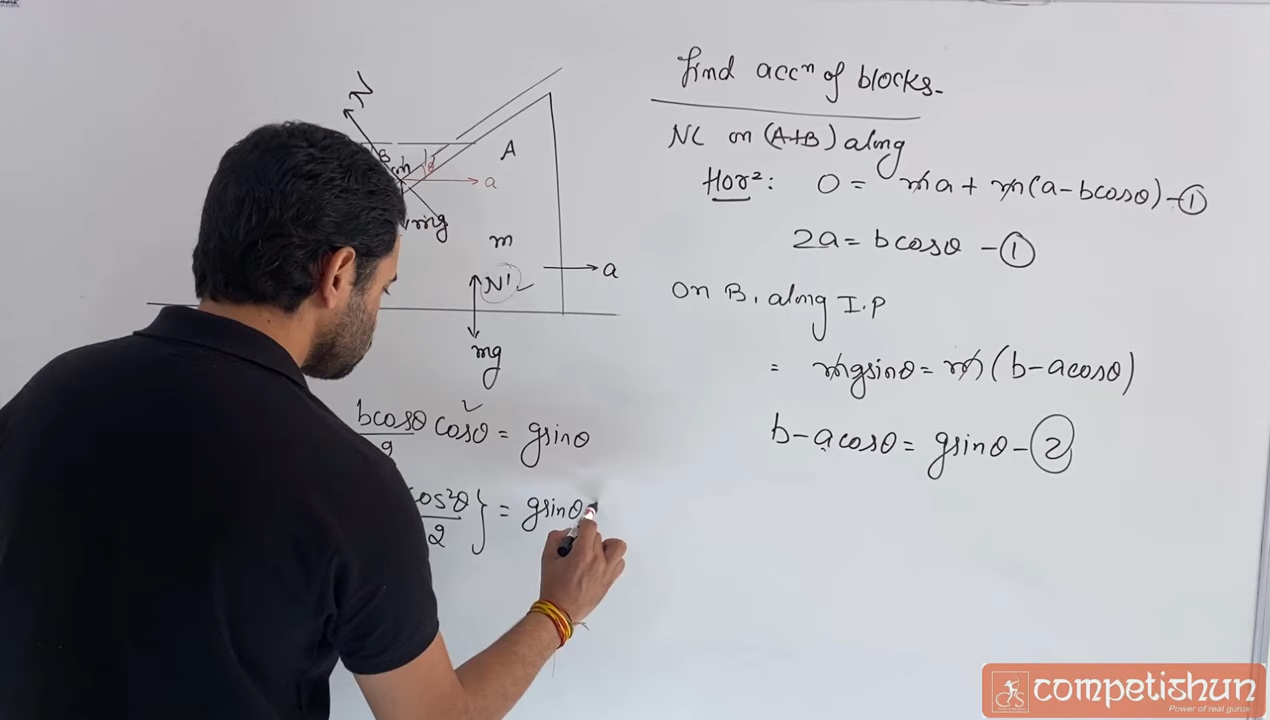 find accⁿ of blocks-
NL on (A+B) along
Horᶻ: 0 = ma + m(a-bcosθ) -①
2a = bcosθ -①
On B, along I.P
= mgsinθ = m(b-acosθ)
b-acosθ = gsinθ -②
N
B
m
A
a
mg
m
N'
a
mg
bcosθ cosθ = gsinθ
2
cos²θ } = gsinθ
2
competishun
Power of real gurus